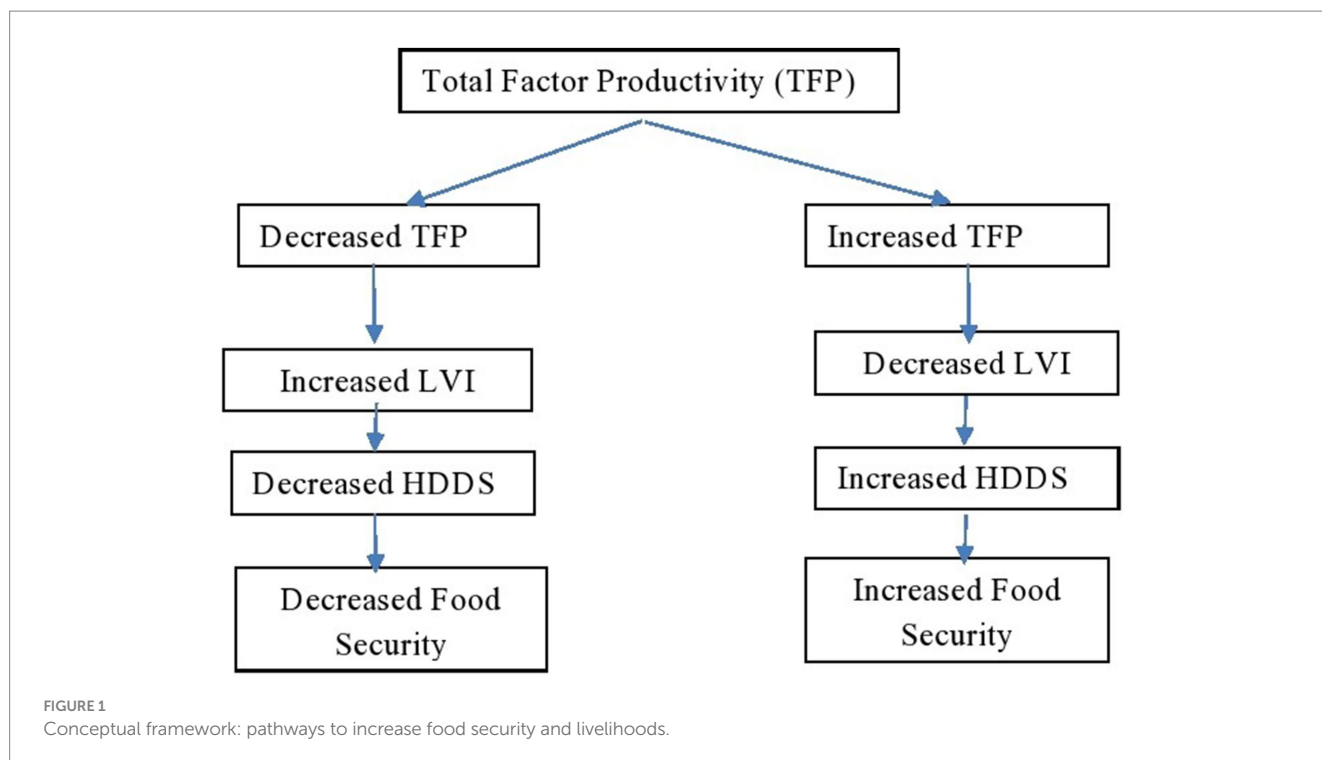 Total Factor Productivity (TFP)
Decreased TFP
Increased LVI
Decreased HDDS
Decreased Food
Security
Increased TFP
Decreased LVI
Increased HDDS
Increased Food
Security
FIGURE 1
Conceptual framework: pathways to increase food security and livelihoods.